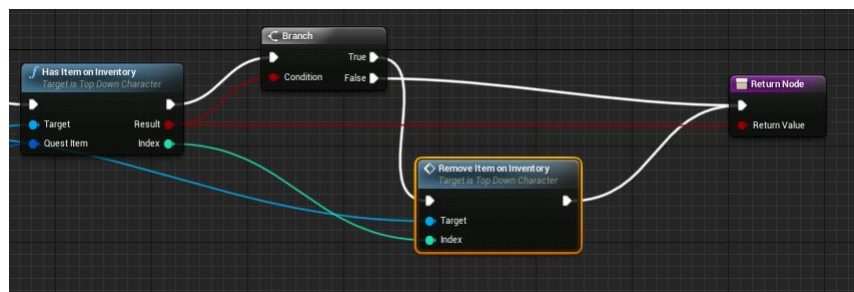 Branch
True
Condition
False
Has Item on Inventory
Target is Top Down Character
Target
Result
Quest Item
Index
Return Node
Return Value
Remove Item on Inventory
Target is Top Down Character
Target
Index